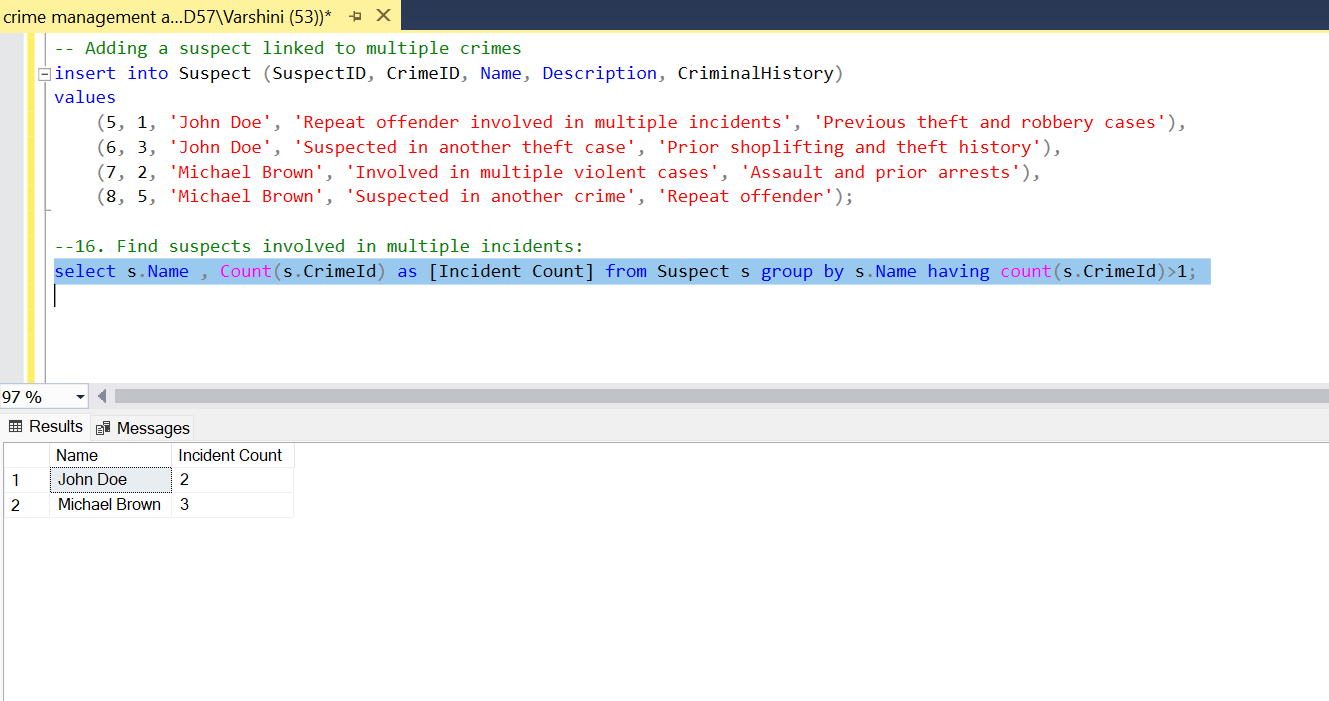 crime management a...D57\Varshini (53))*
-- Adding a suspect linked to multiple crimes
insert into Suspect (SuspectID, CrimeID, Name, Description, CriminalHistory)
values
(5, 1, 'John Doe', 'Repeat offender involved in multiple incidents', 'Previous theft and robbery cases'),
(6, 3, 'John Doe', 'Suspected in another theft case', 'Prior shoplifting and theft history'),
(7, 2, 'Michael Brown', 'Involved in multiple violent cases', 'Assault and prior arrests'),
(8, 5, 'Michael Brown', 'Suspected in another crime', 'Repeat offender');
--16. Find suspects involved in multiple incidents:
select s.Name , Count(s.CrimeId) as [Incident Count] from Suspect s group by s.Name having count(s.CrimeId)>1;
97 %
Results Messages
Name Incident Count
1 John Doe 2
2 Michael Brown 3